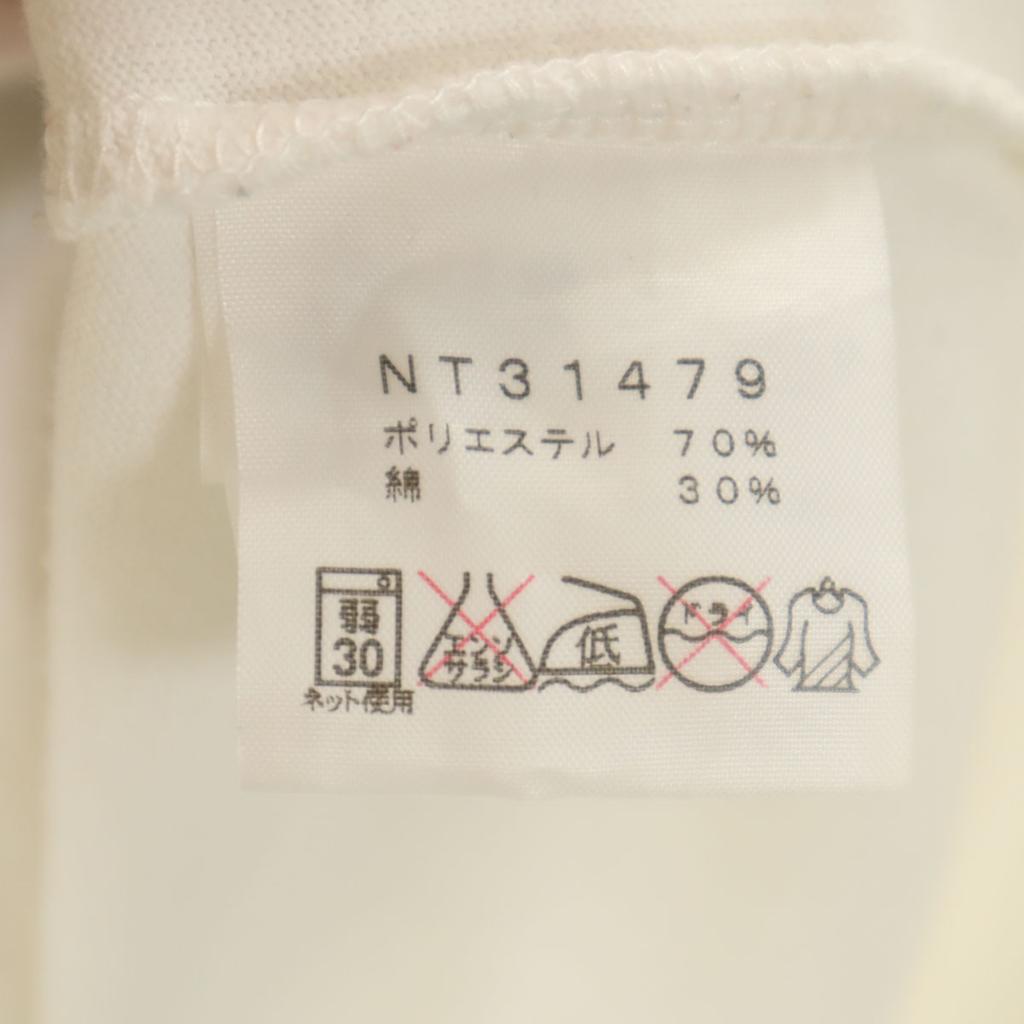 NT31479
ポリエステル 70%
綿 30%
弱
30
ネット使用
エンソ
サラシ
低
ドライ